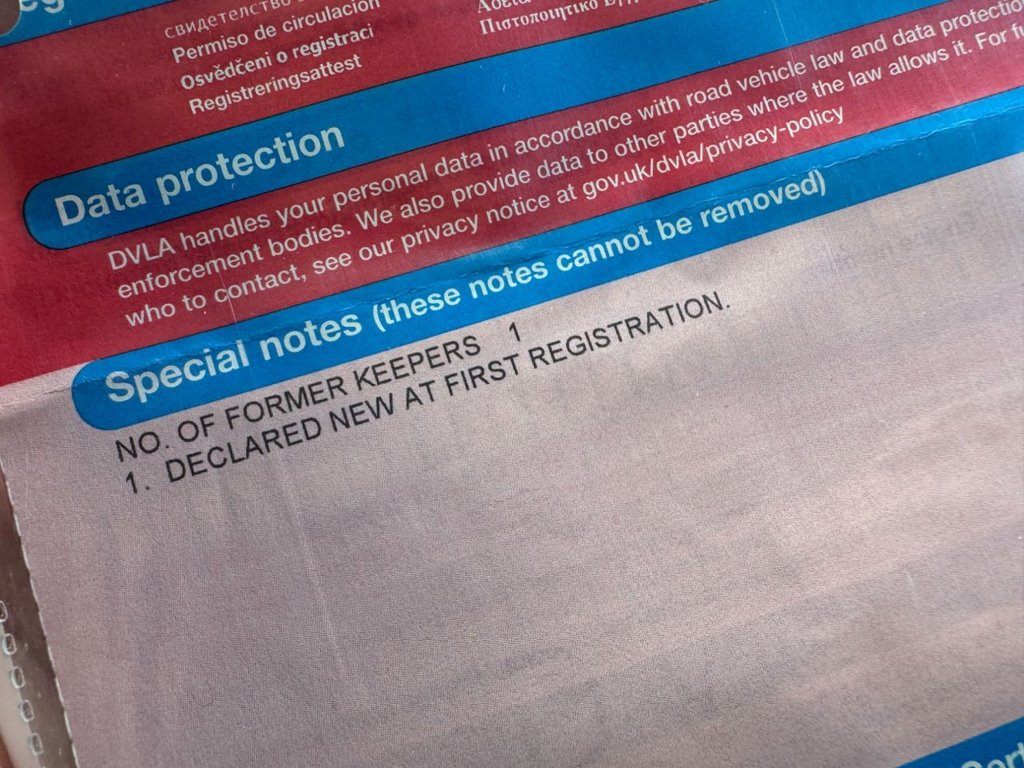 свидетелство
Permiso de circulación
Osvědčeni o registraci
Registreringsattest
Data protection
DVLA handles your personal data in accordance with road vehicle law and data protection
enforcement bodies. We also provide data to other parties where the law allows it. For
who to contact, see our privacy notice at gov.uk/dvla/privacy-policy
Special notes (these notes cannot be removed)
NO. OF FORMER KEEPERS 1
1. DECLARED NEW AT FIRST REGISTRATION.